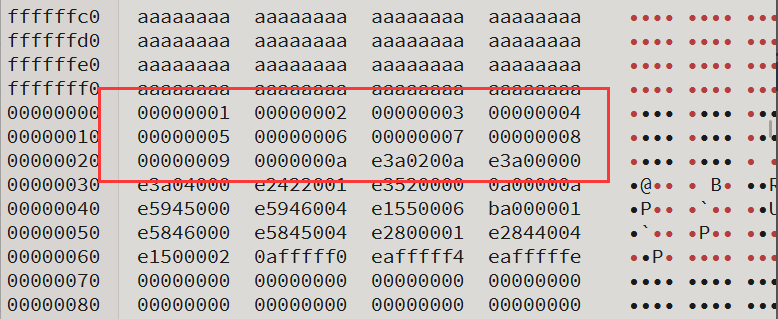 ffffffc0 aaaaaaaa aaaaaaaa aaaaaaaa aaaaaaaa •••• •••• •••
ffffffd0 aaaaaaaa aaaaaaaa aaaaaaaa aaaaaaaa •••• •••• •••
ffffffe0 aaaaaaaa aaaaaaaa aaaaaaaa aaaaaaaa •••• •••• •••
fffffff0 aaaaaaaa aaaaaaaa aaaaaaaa aaaaaaaa •••• •••• •••
00000000 00000001 00000002 00000003 00000004 •••• •••• •••
00000010 00000005 00000006 00000007 00000008 •••• •••• •••
00000020 00000009 0000000a e3a0200a e3a00000 •••• •••• • •
00000030 e3a04000 e2422001 e3520000 0a00000a •@•• • B• ••R
00000040 e5945000 e5946004 e1550006 ba000001 •P•• •`•• ••U
00000050 e5846000 e5845004 e2800001 e2844004 •`•• •P•• •••
00000060 e1500002 0afffff0 eafffff4 eafffffe ••P• •••• •••
00000070 00000000 00000000 00000000 00000000 •••• •••• •••
00000080 00000000 00000000 00000000 00000000 •••• •••• •••